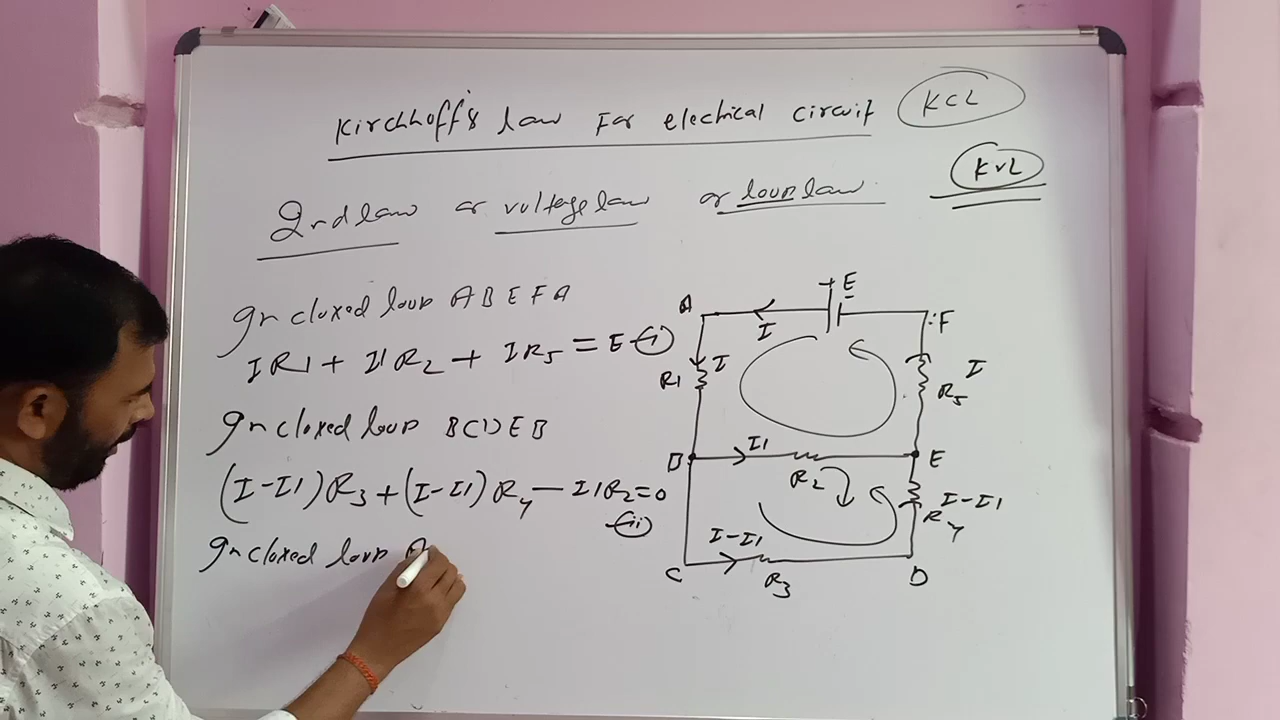 Kirchhoff's law For electrical circuit KCL
KVL
2nd law or voltage law or loop law
In closed loop A B E F A
IR1 + I1R2 + IR5 = E (i)
In closed loop BCDEB
(I-I1)R3 + (I-I1)R4 - I1R2 = 0
(ii)
In closed loop A
+ E -
A
I
F
R1 I
R5 I
B
I1
R2
E
R4 I-I1
I-I1
C
R3
D